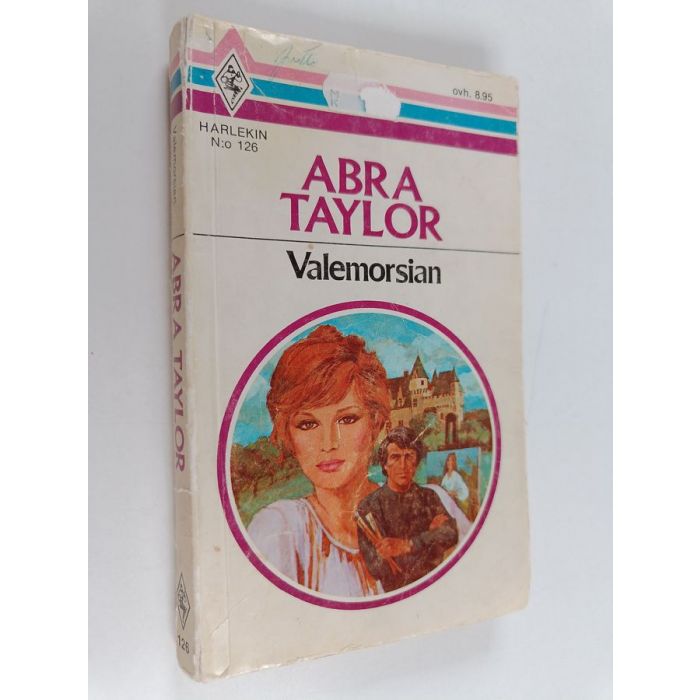 ovh. 8.95
HARLEKIN
N:o 126
ABRA
TAYLOR
Valemorsian
Valemorsian
ABRA TAYLOR
126